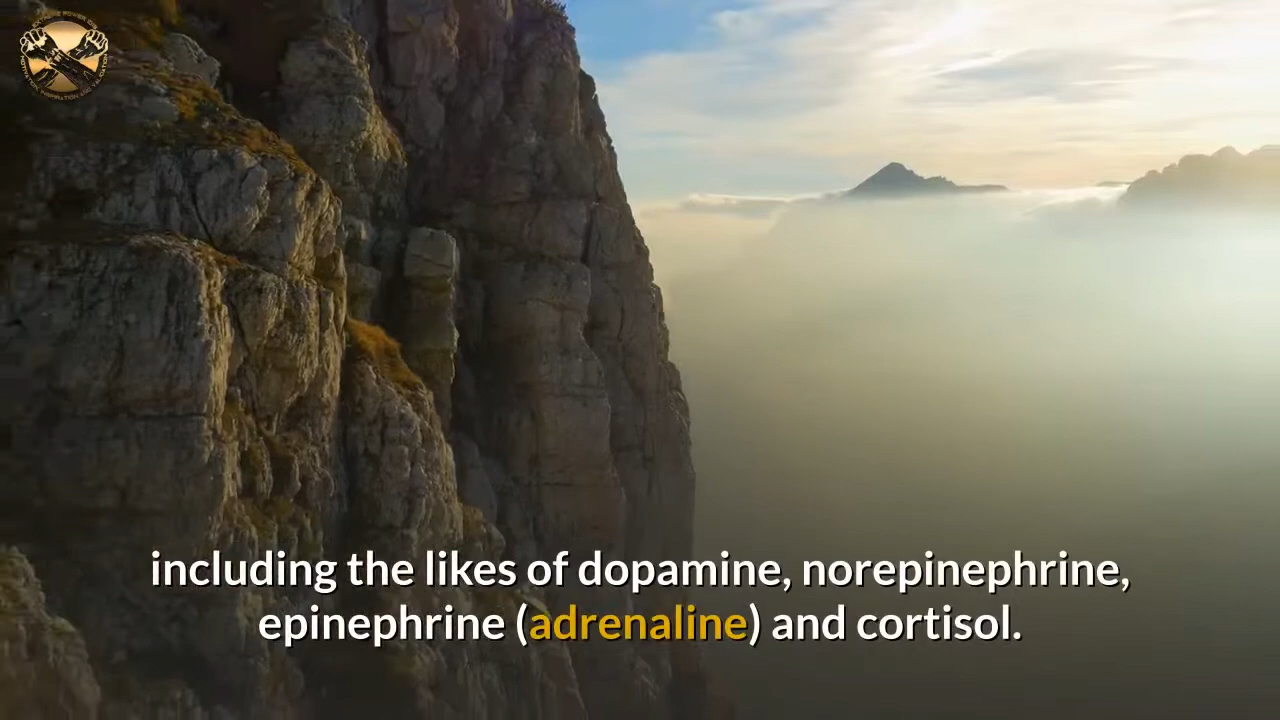 including the likes of dopamine, norepinephrine,
epinephrine (adrenaline) and cortisol.